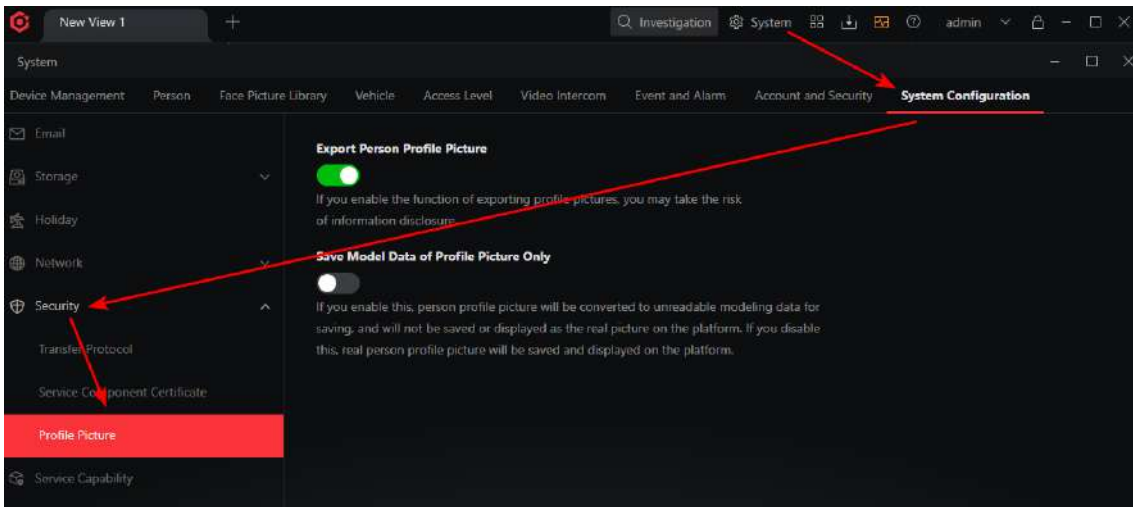 New View 1
Investigation
System
admin
System
Device Management
Person
Face Picture Library
Vehicle
Access Level
Video Intercom
Event and Alarm
Account and Security
System Configuration
Email
Storage
Holiday
Network
Security
Transfer Protocol
Service Component Certificate
Profile Picture
Service Capability
Export Person Profile Picture
If you enable the function of exporting profile pictures, you may take the risk
of information disclosure.
Save Model Data of Profile Picture Only
If you enable this, person profile picture will be converted to unreadable modeling data for
saving, and will not be saved or displayed as the real picture on the platform. If you disable
this, real person profile picture will be saved and displayed on the platform.